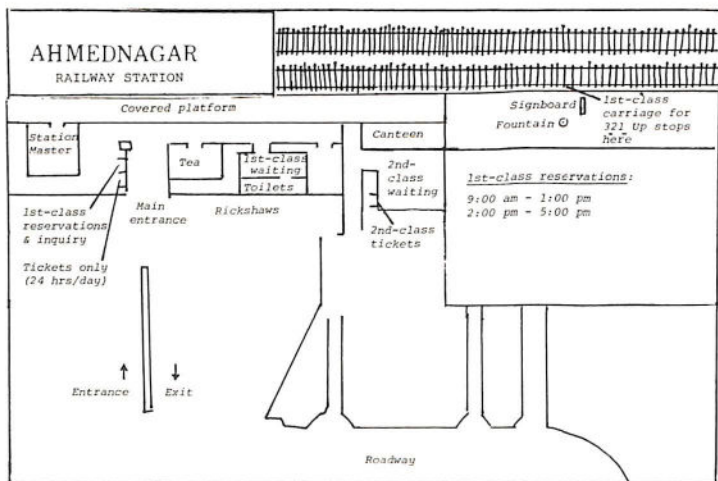 AHMEDNAGAR
RAILWAY STATION
Covered platform
Signboard
Fountain
1st-class
carriage for
321 Up stops
here
Station
Master
Tea
1st-class
waiting
Toilets
Canteen
2nd-
class
waiting
1st-class reservations:
9:00 am - 1:00 pm
2:00 pm - 5:00 pm
1st-class
reservations
& inquiry
Main
entrance
Rickshaws
2nd-class
tickets
Tickets only
(24 hrs/day)
Entrance
Exit
Roadway